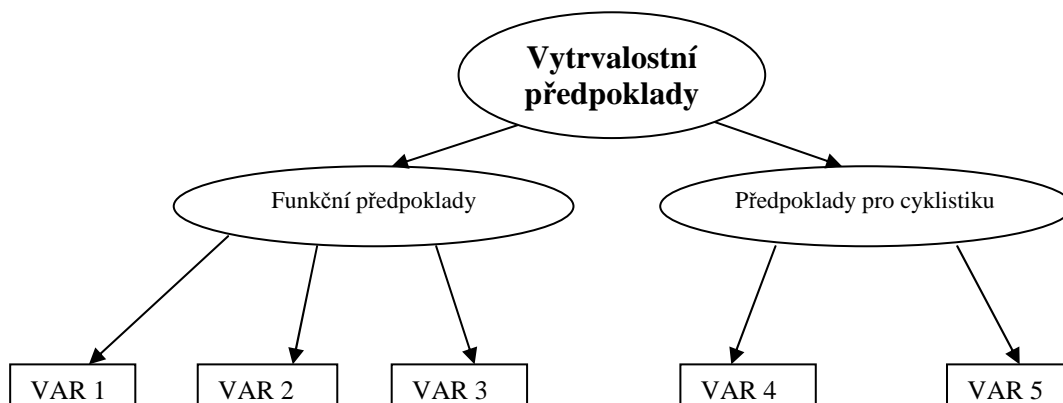 Vytrvalostní
předpoklady
Funkční předpoklady
Předpoklady pro cyklistiku
VAR 1
VAR 2
VAR 3
VAR 4
VAR 5